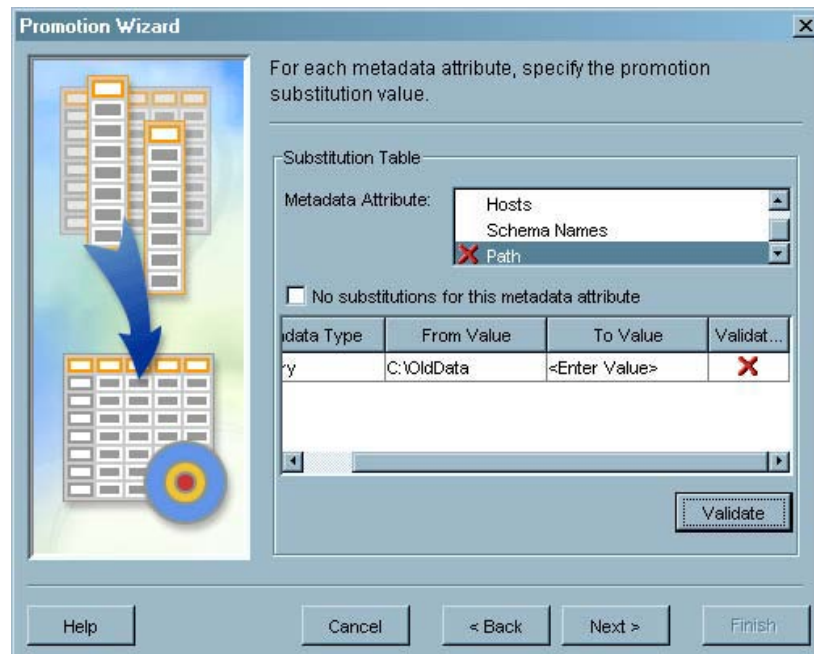 Promotion Wizard
For each metadata attribute, specify the promotion
substitution value.
Substitution Table
Metadata Attribute:
Hosts
Schema Names
Path
No substitutions for this metadata attribute
data Type From Value To Value Validat...
ry C:\OldData <Enter Value>
Validate
Help Cancel < Back Next > Finish